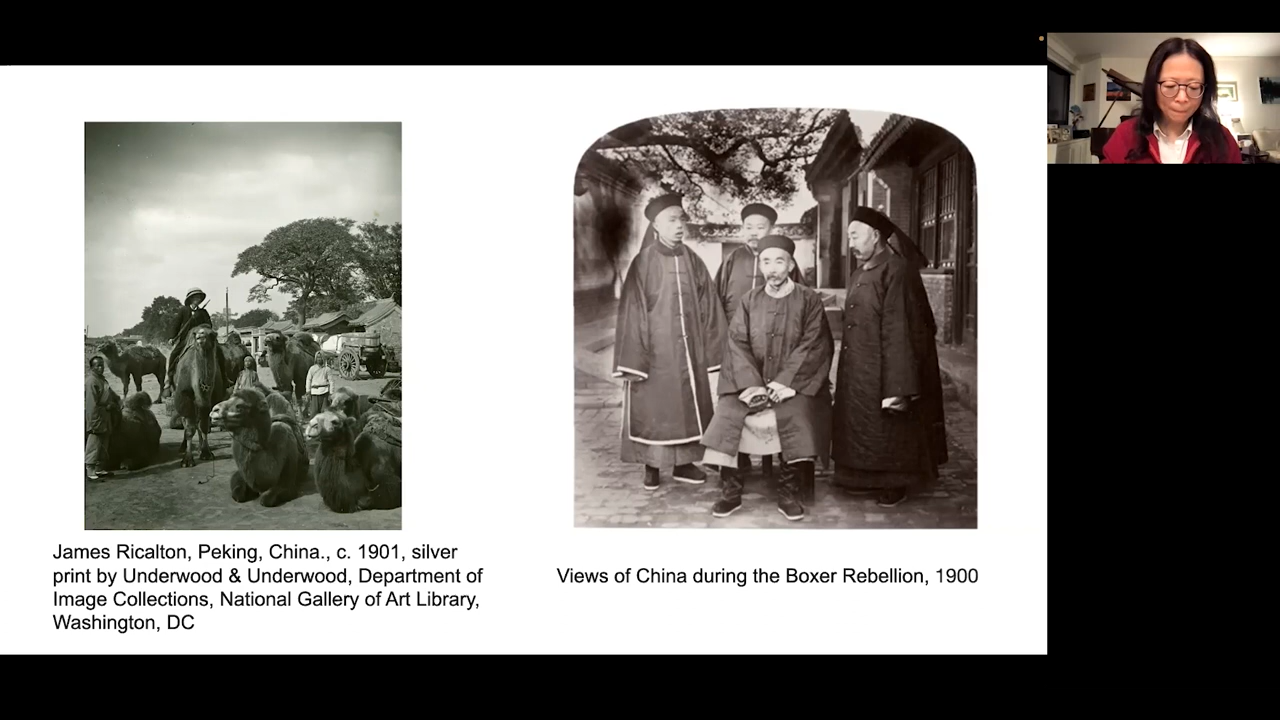 James Ricalton, Peking, China., c. 1901, silver
print by Underwood & Underwood, Department of
Image Collections, National Gallery of Art Library,
Washington, DC
Views of China during the Boxer Rebellion, 1900